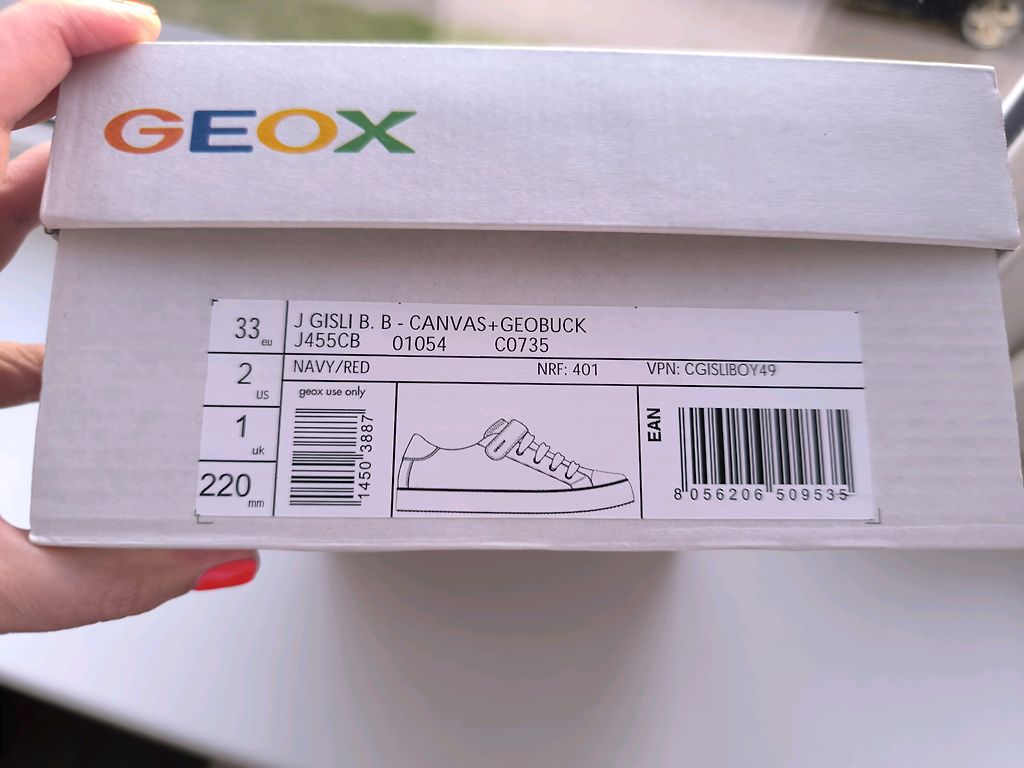 GEOX
33 eu
J GISLI B. B - CANVAS+GEOBUCK
J455CB 01054 C0735
2 US
NAVY/RED NRF: 401 VPN: CGISLIBOY49
1 uk
220 mm
geox use only
1450 3887
EAN
8 056206 509535